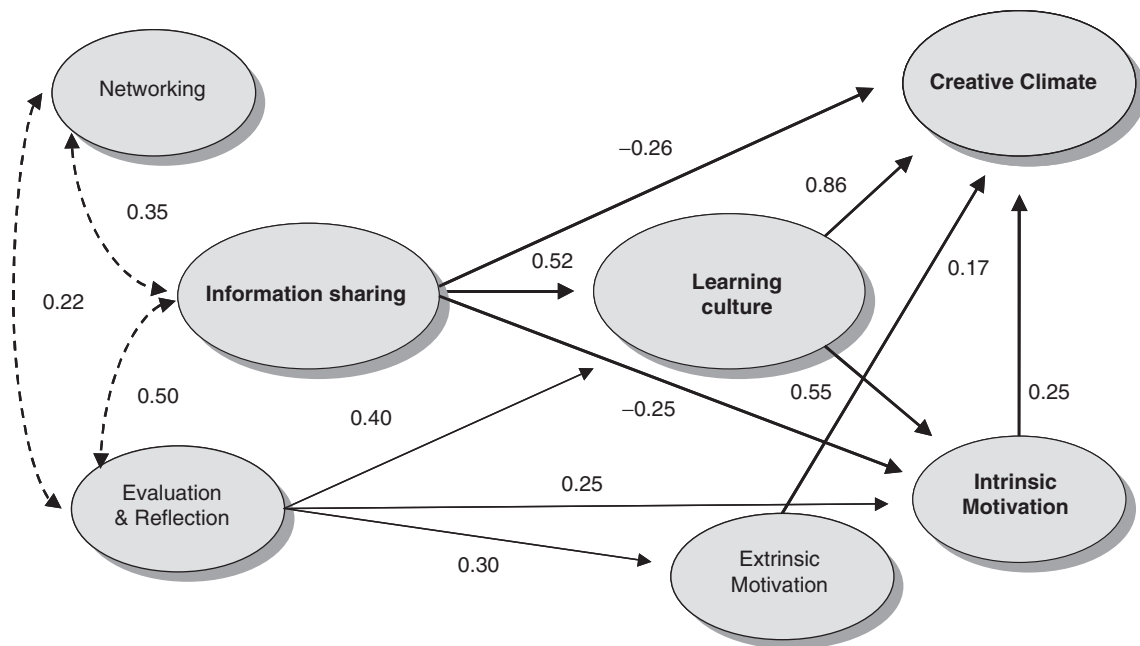 Networking
Creative Climate
−0.26
0.86
0.35
0.52
0.17
Information sharing
Learning
culture
0.22
0.50
0.40
−0.25
0.55
0.25
Evaluation
& Reflection
0.25
Intrinsic
Motivation
0.30
Extrinsic
Motivation